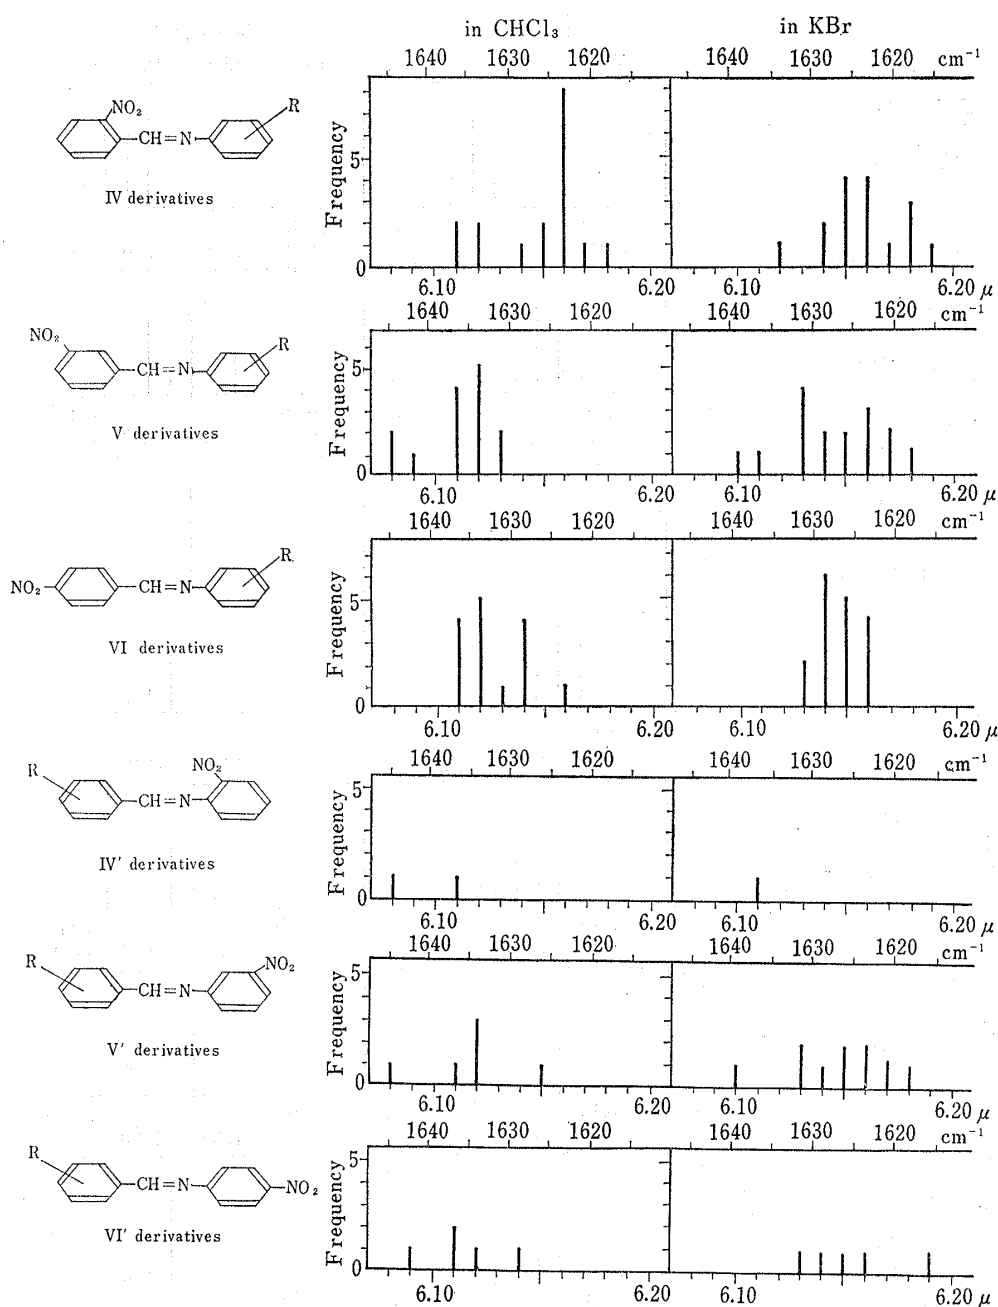 in CHCl₃ in KBr
1640 1630 1620 1640 1630 1620 cm⁻¹
NO₂ R
CH=N
IV derivatives
Frequency
5
0
6.10 6.20 6.10 6.20 μ
1640 1630 1620 1640 1630 1620 cm⁻¹
NO₂ R
CH=N
V derivatives
Frequency
5
0
6.10 6.20 6.10 6.20 μ
1640 1630 1620 1640 1630 1620 cm⁻¹
R
NO₂ CH=N
VI derivatives
Frequency
5
0
6.10 6.20 6.10 6.20 μ
1640 1630 1620 1640 1630 1620 cm⁻¹
R NO₂
CH=N
IV′ derivatives
Frequency
5
0
6.10 6.20 6.10 6.20 μ
1640 1630 1620 1640 1630 1620 cm⁻¹
R NO₂
CH=N
V′ derivatives
Frequency
5
0
6.10 6.20 6.10 6.20 μ
1640 1630 1620 1640 1630 1620 cm⁻¹
R
CH=N NO₂
VI′ derivatives
Frequency
5
0
6.10 6.20 6.10 6.20 μ